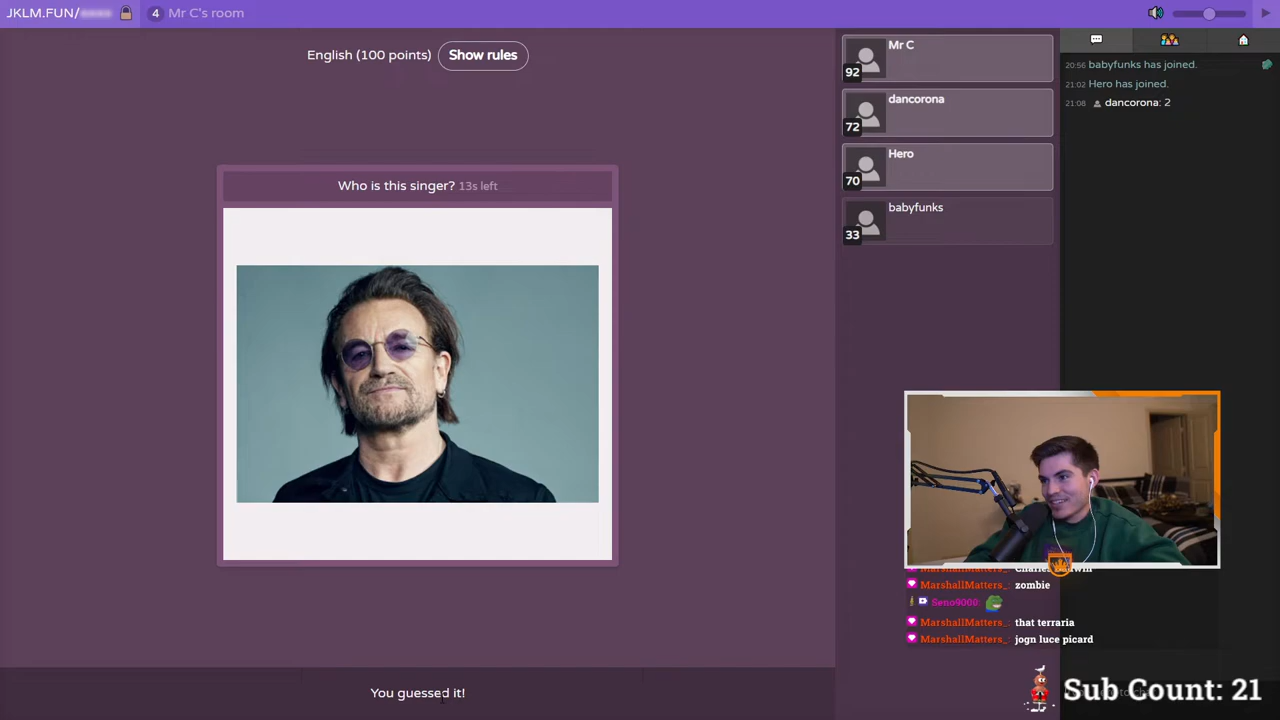 JKLM.FUN/
4 Mr C's room
English (100 points) Show rules
Who is this singer? 13s left
You guessed it!
Mr C
92
dancorona
72
Hero
70
babyfunks
33
20:56 babyfunks has joined.
21:02 Hero has joined.
21:08 dancorona: 2
MarshallMatters_:
MarshallMatters_: zombie
Seno9000:
MarshallMatters_: that terraria
MarshallMatters_: jogn luce picard
Sub Count: 21